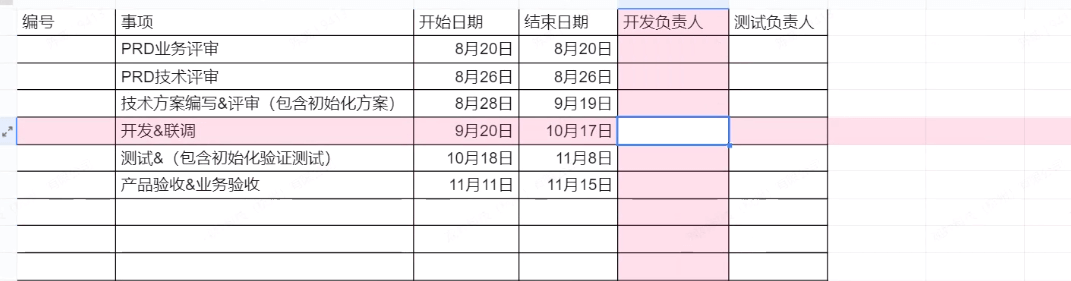 编号 事项 开始日期 结束日期 开发负责人 测试负责人
PRD业务评审 8月20日 8月20日
PRD技术评审 8月26日 8月26日
技术方案编写&评审（包含初始化方案） 8月28日 9月19日
开发&联调 9月20日 10月17日
测试&（包含初始化验证测试） 10月18日 11月8日
产品验收&业务验收 11月11日 11月15日